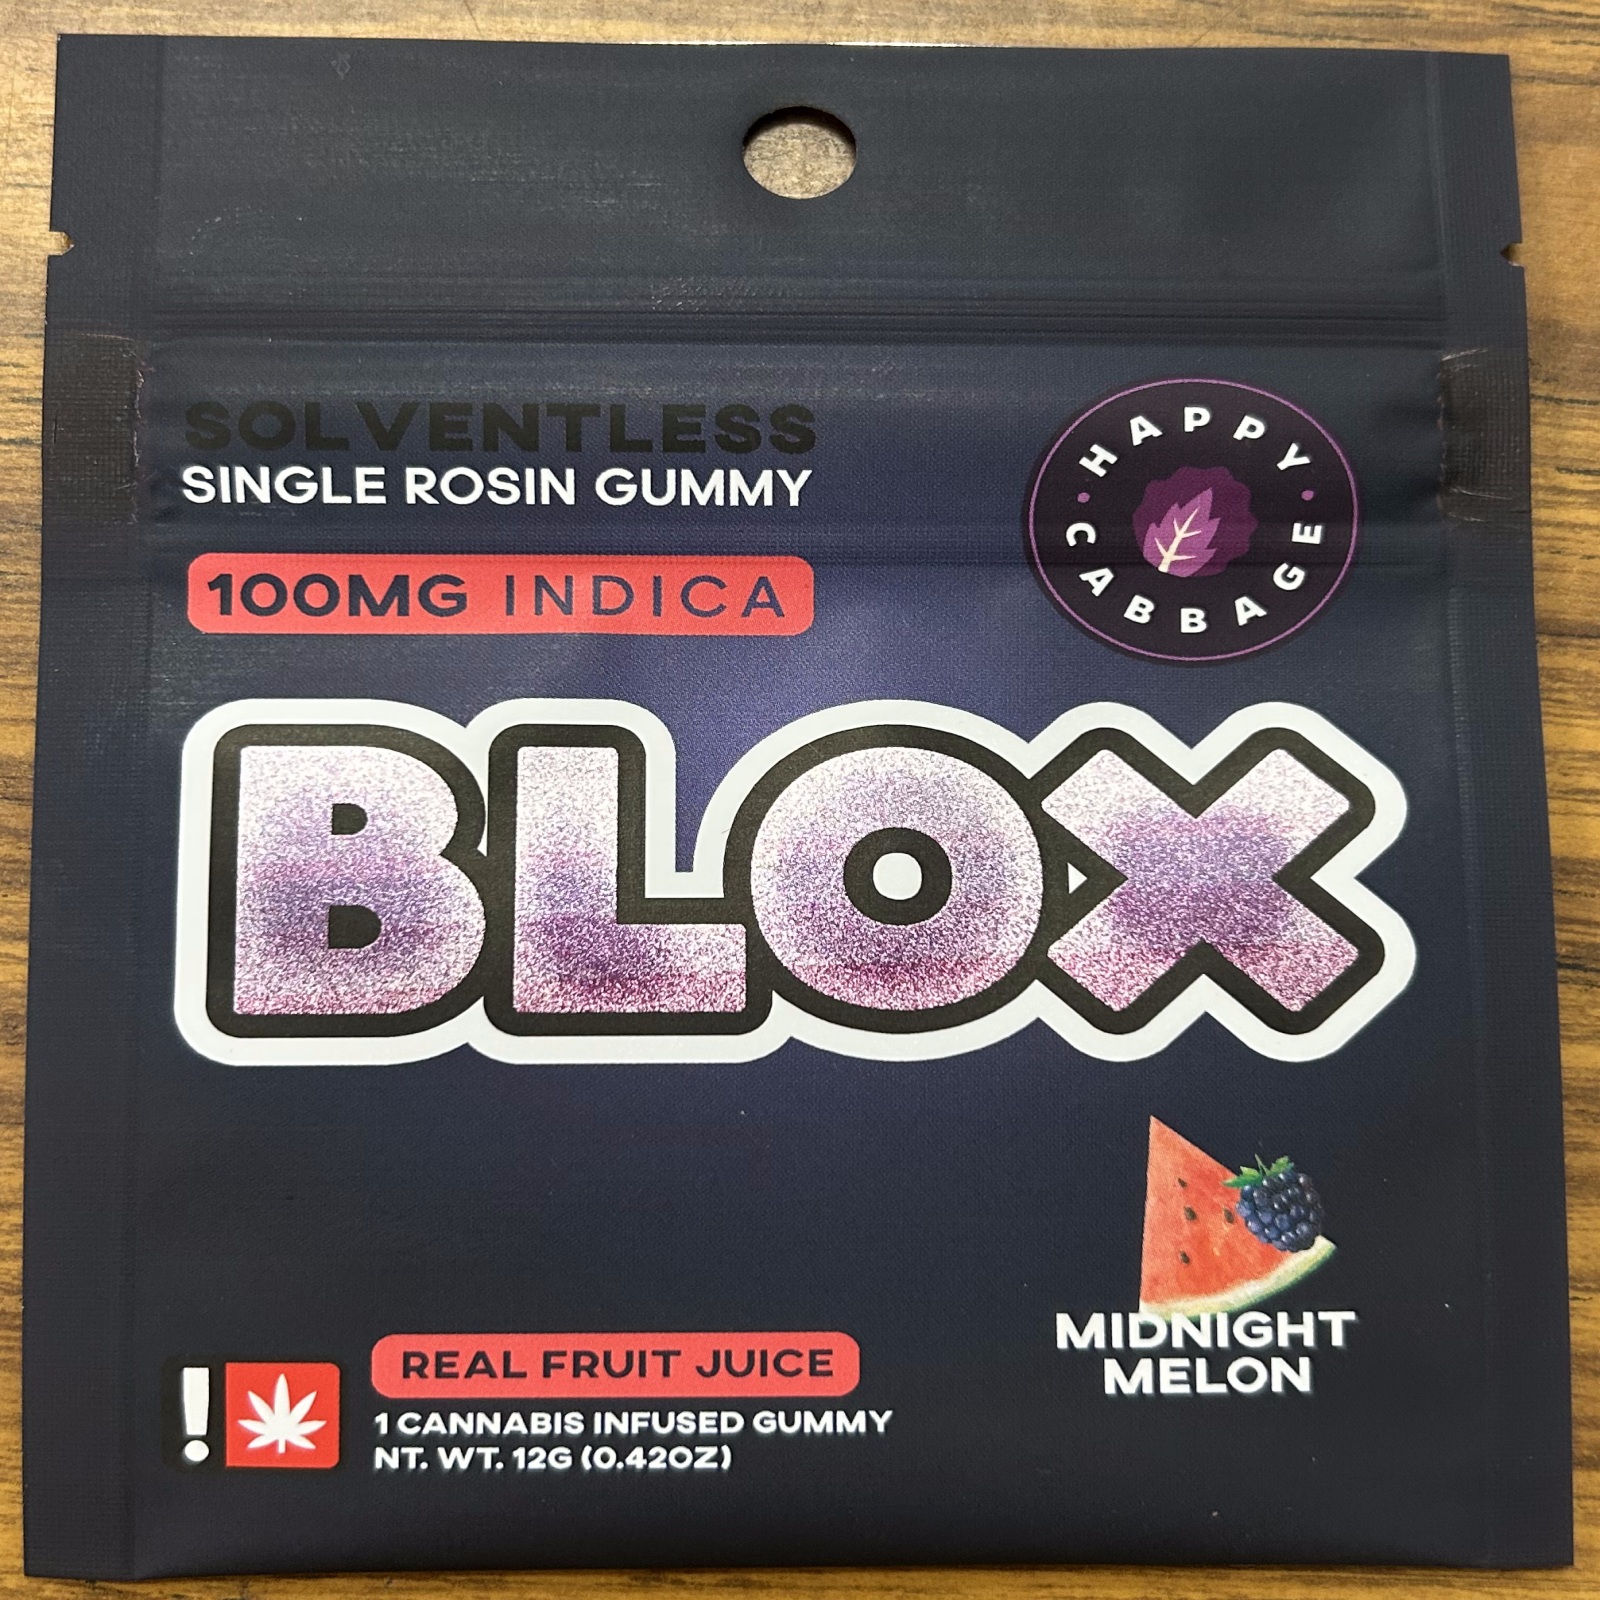 SOLVENTLESS
SINGLE ROSIN GUMMY
100MG INDICA
HAPPY
CABBAGE
BLOX
MIDNIGHT
MELON
REAL FRUIT JUICE
!
1 CANNABIS INFUSED GUMMY
NT. WT. 12G (0.42OZ)